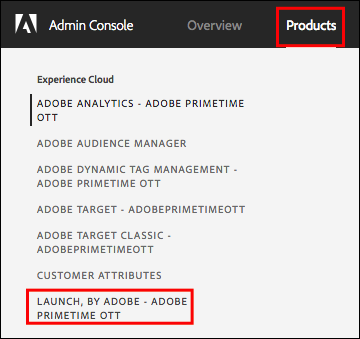 Admin Console Overview Products
Experience Cloud
ADOBE ANALYTICS - ADOBE PRIMETIME
OTT
ADOBE AUDIENCE MANAGER
ADOBE DYNAMIC TAG MANAGEMENT -
ADOBE PRIMETIME OTT
ADOBE TARGET - ADOBEPRIMETIMEOTT
ADOBE TARGET CLASSIC -
ADOBEPRIMETIMEOTT
CUSTOMER ATTRIBUTES
LAUNCH, BY ADOBE - ADOBE
PRIMETIME OTT